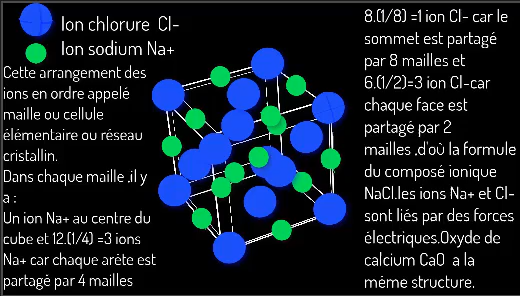 Ion chlorure Cl-
Ion sodium Na+
Cette arrangement des
ions en ordre appelé
maille ou cellule
élémentaire ou réseau
cristallin.
Dans chaque maille ,il y
a :
Un ion Na+ au centre du
cube et 12.(1/4) =3 ions
Na+ car chaque arête est
partagé par 4 mailles
8.(1/8) =1 ion Cl- car le
sommet est partagé
par 8 mailles et
6.(1/2)=3 ion Cl-car
chaque face est
partagé par 2
mailles ,d'où la formule
du composé ionique
NaCl.les ions Na+ et Cl-
sont liés par des forces
électriques.Oxyde de
calcium CaO a la
même structure.